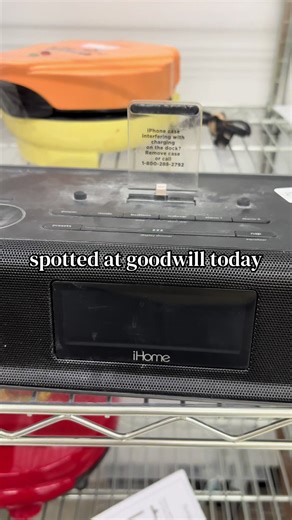 iPhone case
interfering with
charging
on the dock?
Remove case
or call
1-800-288-2782
spotted at goodwill today
iHome